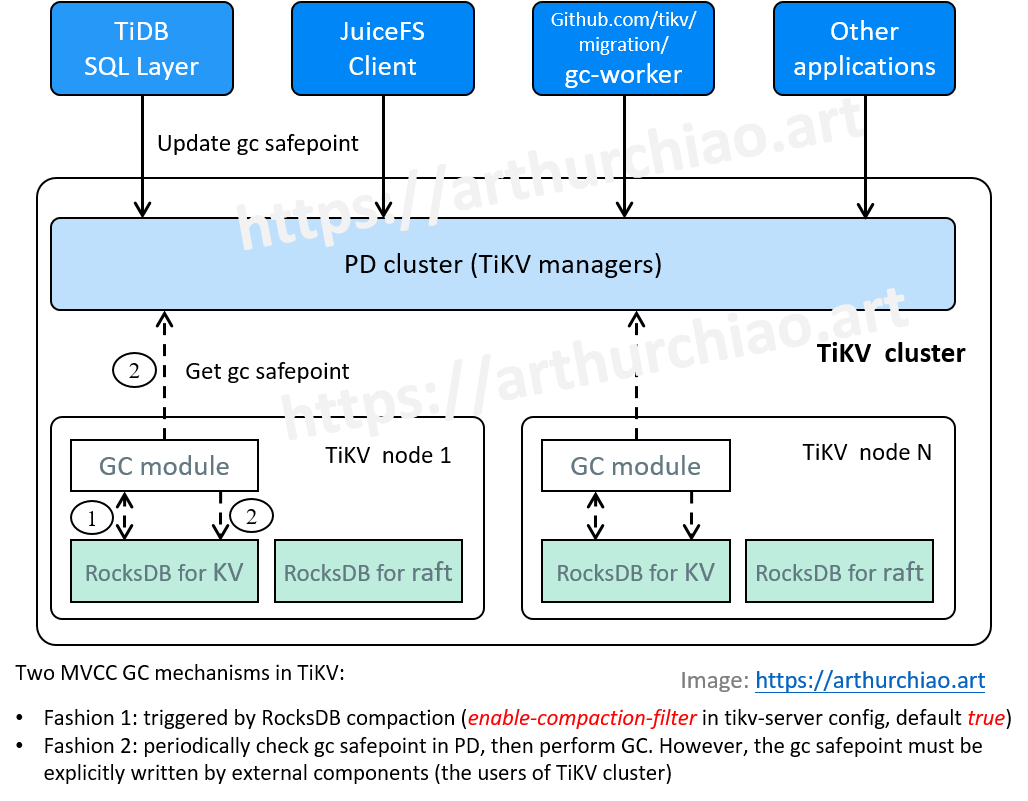 TiDB
SQL Layer
JuiceFS
Client
Github.com/tikv/
migration/
gc-worker
Other
applications
Update gc safepoint
https://arthurchiao.art
PD cluster (TiKV managers)
https://arthurchiao.art
TiKV cluster
2
Get gc safepoint
TiKV node 1
GC module
1
2
RocksDB for KV
RocksDB for raft
TiKV node N
GC module
RocksDB for KV
RocksDB for raft
Two MVCC GC mechanisms in TiKV:
Image: https://arthurchiao.art
• Fashion 1: triggered by RocksDB compaction (enable-compaction-filter in tikv-server config, default true)
• Fashion 2: periodically check gc safepoint in PD, then perform GC. However, the gc safepoint must be
explicitly written by external components (the users of TiKV cluster)